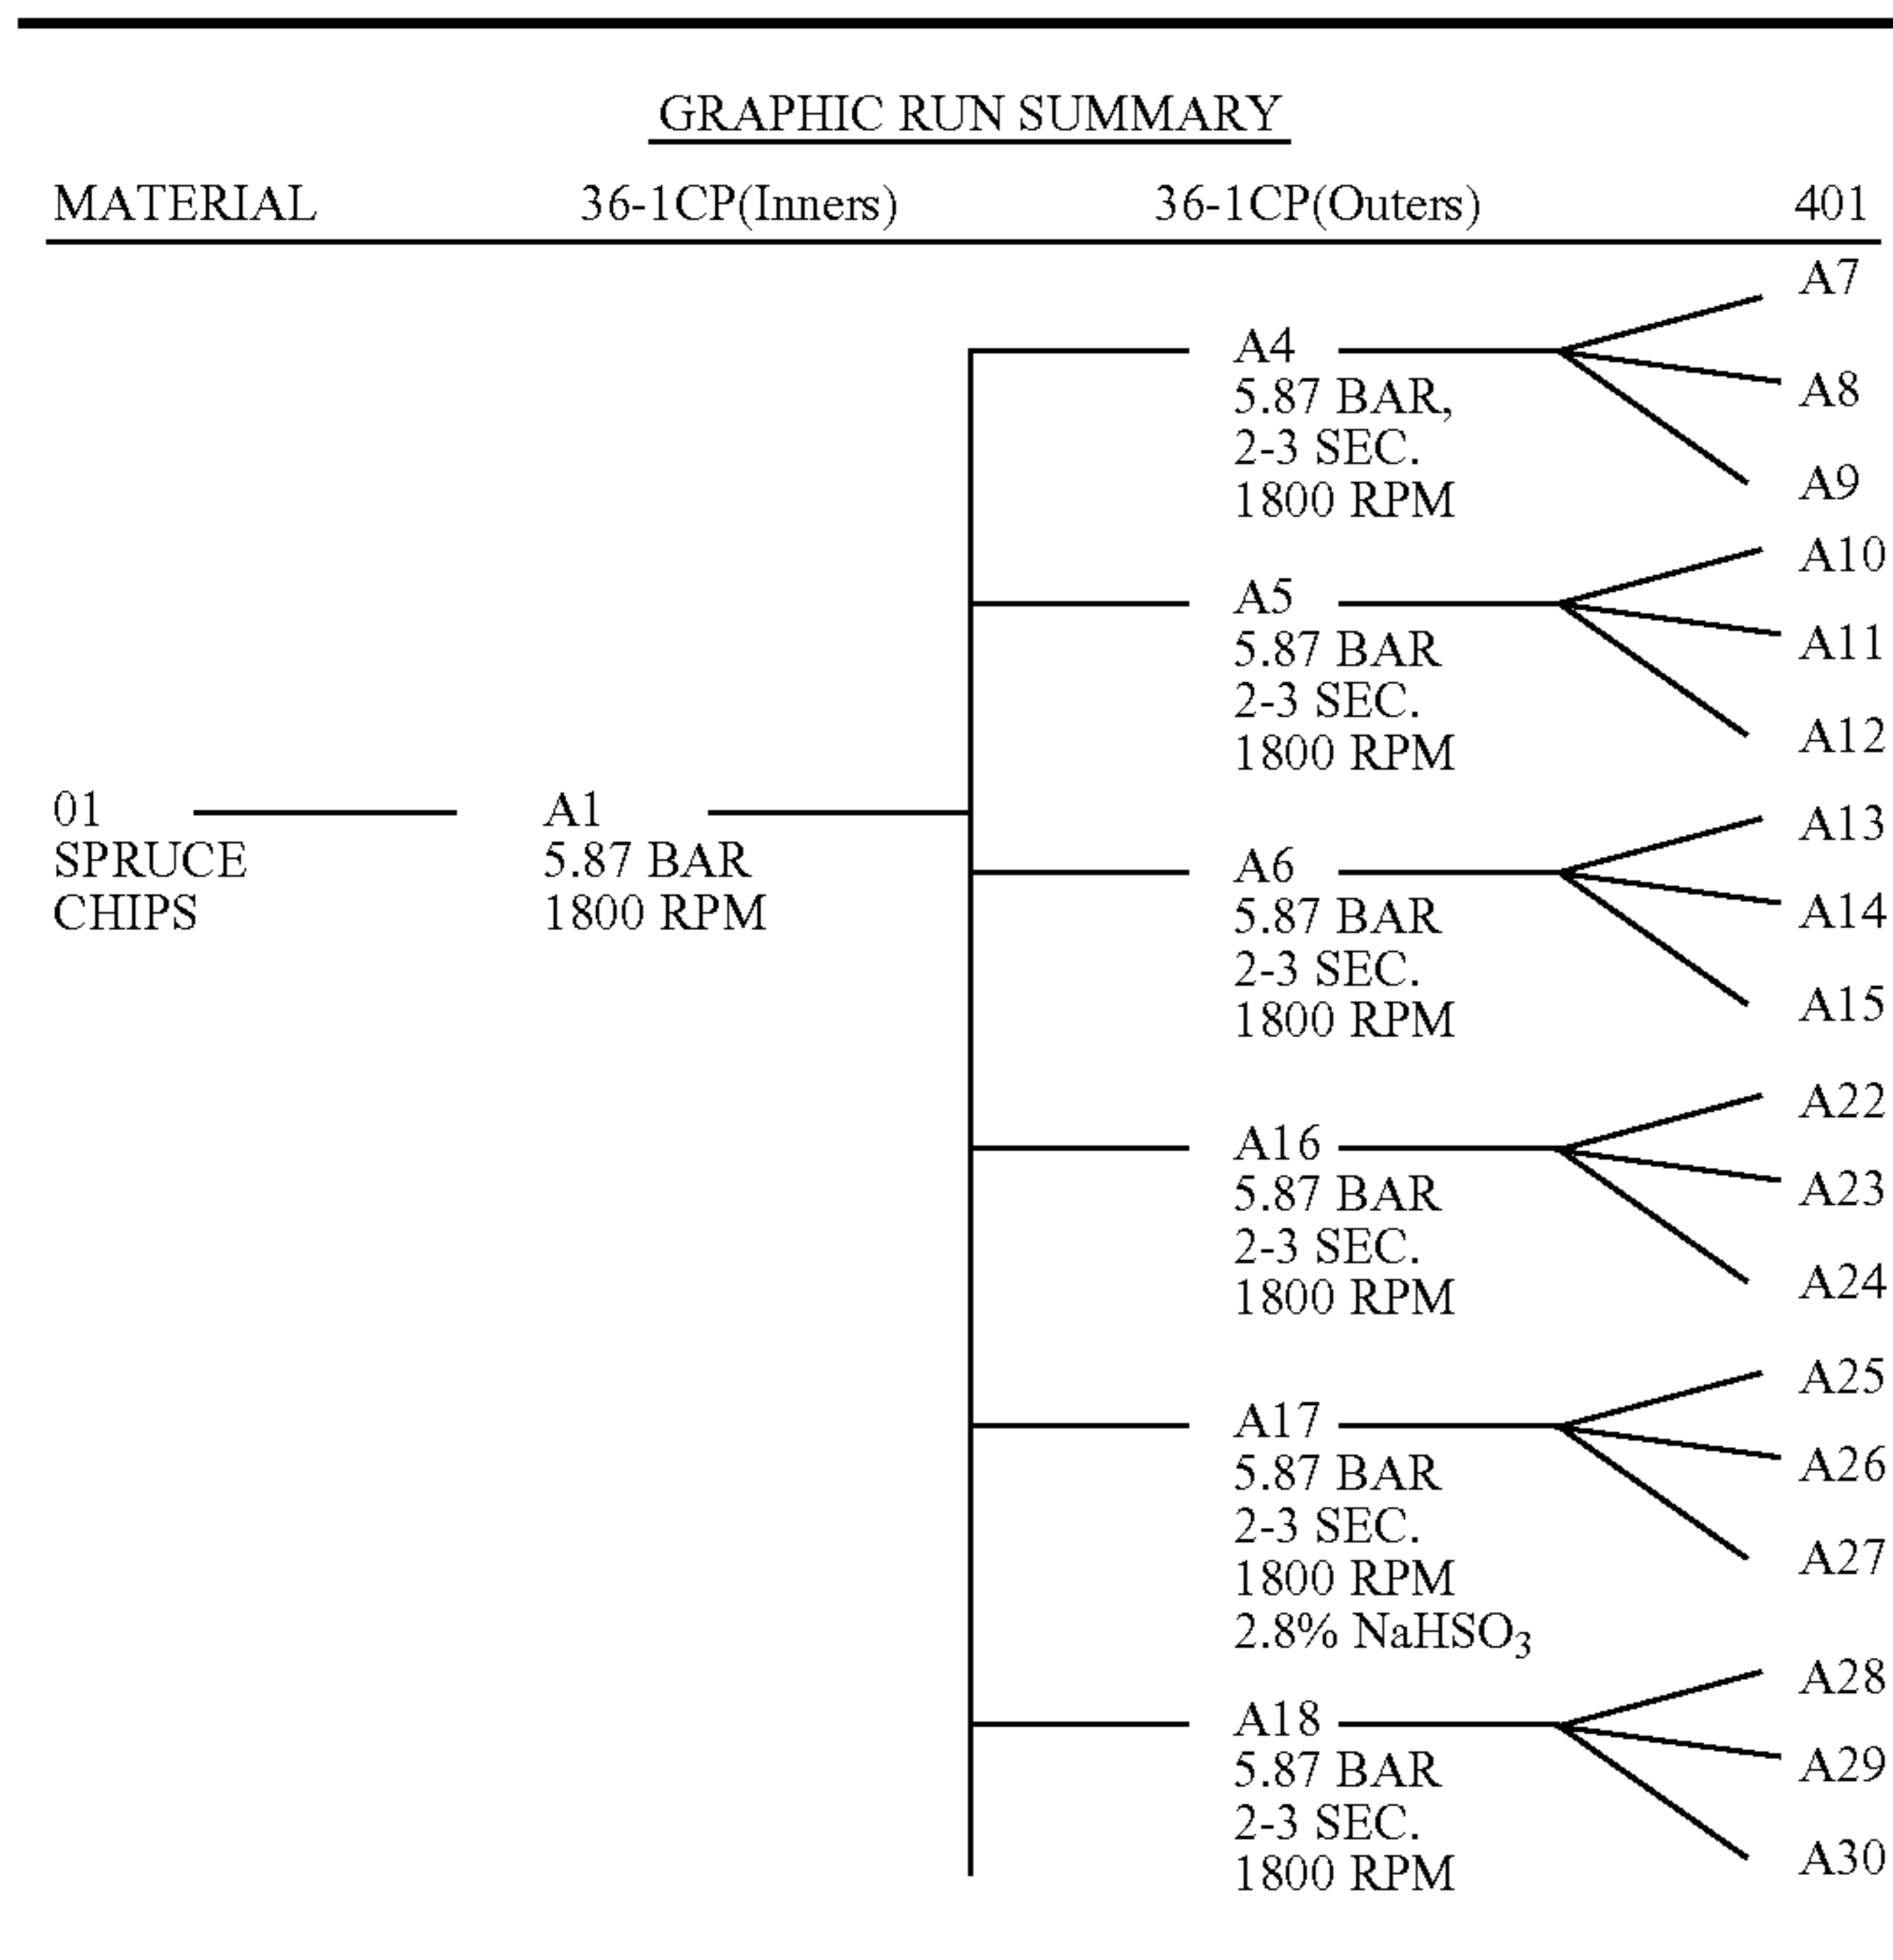 GRAPHIC RUN SUMMARY
MATERIAL 36-1CP(Inners) 36-1CP(Outers) 401
01
SPRUCE
CHIPS
A1
5.87 BAR
1800 RPM
A4
5.87 BAR,
2-3 SEC.
1800 RPM
A7
A8
A9
A5
5.87 BAR
2-3 SEC.
1800 RPM
A10
A11
A12
A6
5.87 BAR
2-3 SEC.
1800 RPM
A13
A14
A15
A16
5.87 BAR
2-3 SEC.
1800 RPM
A22
A23
A24
A17
5.87 BAR
2-3 SEC.
1800 RPM
2.8% NaHSO₃
A25
A26
A27
A18
5.87 BAR
2-3 SEC.
1800 RPM
A28
A29
A30